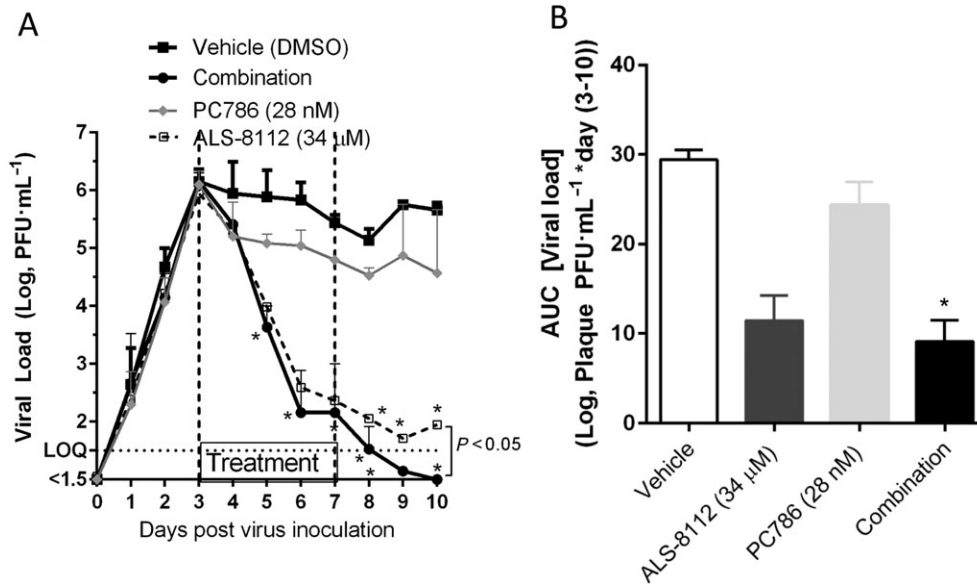 A
Vehicle (DMSO)
Combination
PC786 (28 nM)
ALS-8112 (34 μM)
Viral Load (Log, PFU·mL⁻¹)
7
6
5
4
3
2
LOQ
<1.5
Treatment
* * * * * * * * *
P < 0.05
0 1 2 3 4 5 6 7 8 9 10
Days post virus inoculation
B
AUC [Viral load]
(Log, Plaque PFU·mL⁻¹ *day (3-10))
40
30
20
10
0
*
Vehicle
ALS-8112 (34 μM)
PC786 (28 nM)
Combination